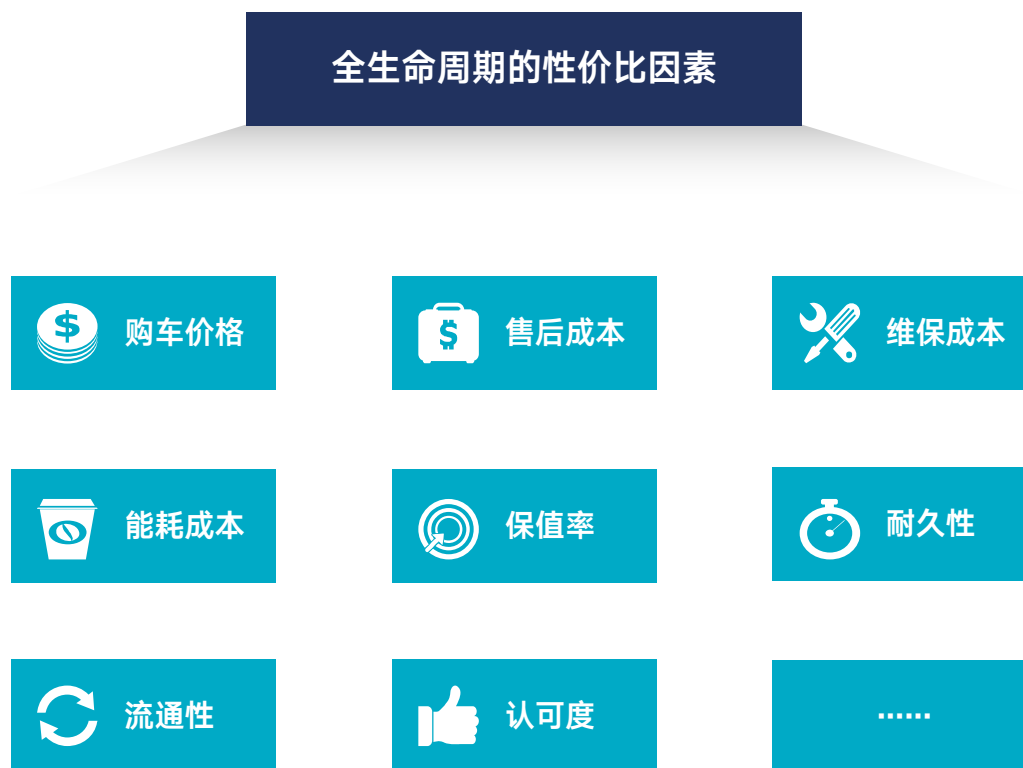 全生命周期的性价比因素
购车价格
售后成本
维保成本
能耗成本
保值率
耐久性
流通性
认可度
……